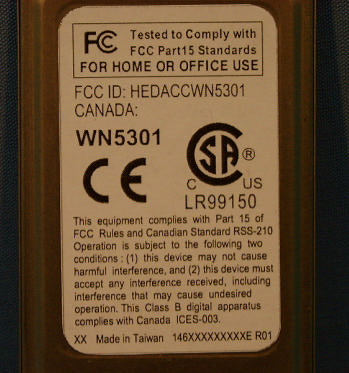 FC Tested to Comply with
FCC Part15 Standards
FOR HOME OR OFFICE USE
FCC ID: HEDACCWN5301
CANADA:
WN5301
CE
SA ®
C US
LR99150
This equipment complies with Part 15 of
FCC Rules and Canadian Standard RSS-210
Operation is subject to the following two
conditions : (1) this device may not cause
harmful interference, and (2) this device must
accept any interference received, including
interference that may cause undesired
operation. This Class B digital apparatus
complies with Canada ICES-003.
XX Made in Taiwan 146XXXXXXXXXE R01